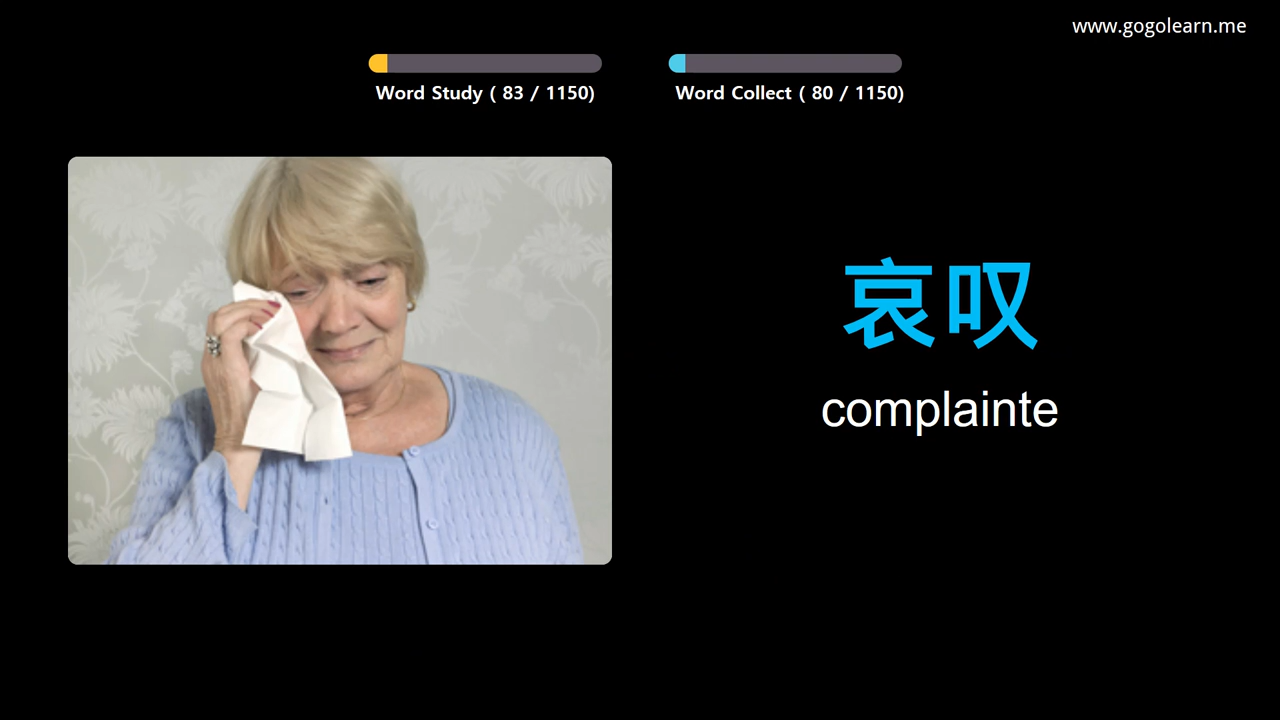 www.gogolearn.me
Word Study ( 83 / 1150)
Word Collect ( 80 / 1150)
哀叹
complainte